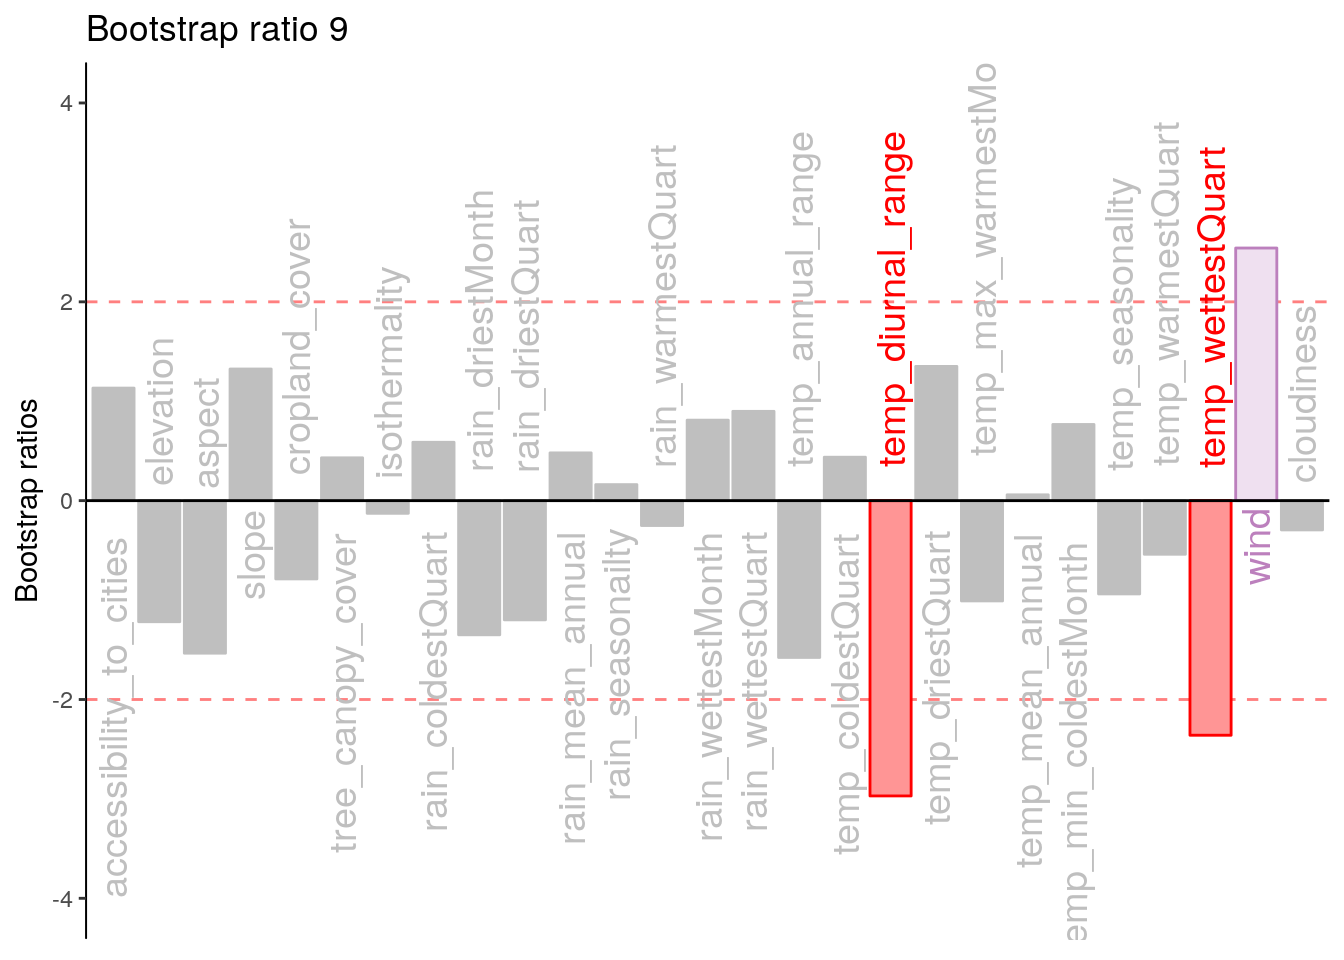 Bootstrap ratio 9
Bootstrap ratios
4
2
0
-2
-4
accessibility_to_cities
elevation
aspect
slope
cropland_cover
tree_canopy_cover
isothermality
rain_coldestQuart
rain_driestMonth
rain_driestQuart
rain_mean_annual
rain_seasonailty
rain_warmestQuart
rain_wettestMonth
rain_wettestQuart
temp_annual_range
temp_coldestQuart
temp_diurnal_range
temp_driestQuart
temp_max_warmestMo
temp_mean_annual
emp_min_coldestMonth
temp_seasonality
temp_warmestQuart
temp_wettestQuart
wind
cloudiness